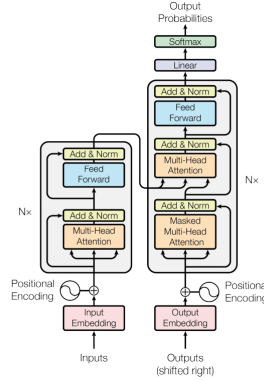 Output
Probabilities
Softmax
Linear
Add & Norm
Feed
Forward
Add & Norm
Multi-Head
Attention
Add & Norm
Masked
Multi-Head
Attention
N×
Add & Norm
Feed
Forward
Add & Norm
Multi-Head
Attention
N×
Positional
Encoding
Positional
Encoding
Input
Embedding
Output
Embedding
Inputs
Outputs
(shifted right)